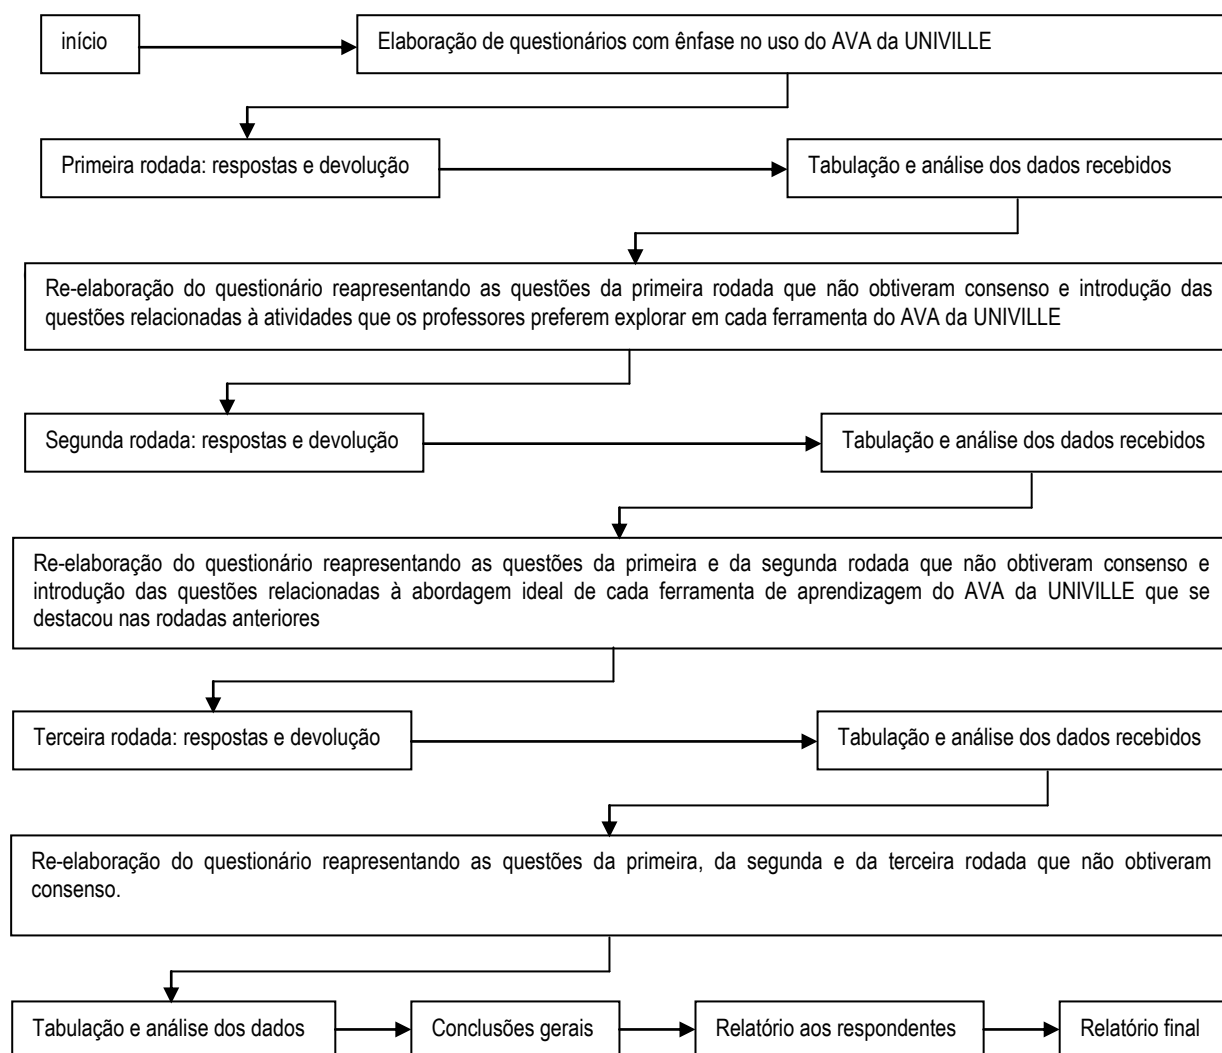 início
Elaboração de questionários com ênfase no uso do AVA da UNIVILLE
Primeira rodada: respostas e devolução
Tabulação e análise dos dados recebidos
Re-elaboração do questionário reapresentando as questões da primeira rodada que não obtiveram consenso e introdução das
questões relacionadas à atividades que os professores preferem explorar em cada ferramenta do AVA da UNIVILLE
Segunda rodada: respostas e devolução
Tabulação e análise dos dados recebidos
Re-elaboração do questionário reapresentando as questões da primeira e da segunda rodada que não obtiveram consenso e
introdução das questões relacionadas à abordagem ideal de cada ferramenta de aprendizagem do AVA da UNIVILLE que se
destacou nas rodadas anteriores
Terceira rodada: respostas e devolução
Tabulação e análise dos dados recebidos
Re-elaboração do questionário reapresentando as questões da primeira, da segunda e da terceira rodada que não obtiveram
consenso.
Tabulação e análise dos dados
Conclusões gerais
Relatório aos respondentes
Relatório final